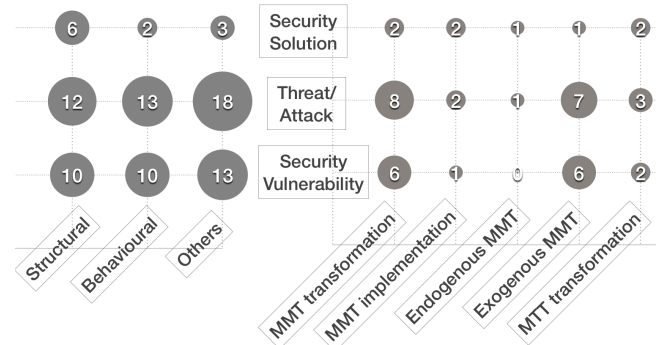 6 2 3 Security Solution 2 2 1 1 2
12 13 18 Threat/ Attack 8 2 1 7 3
10 10 13 Security Vulnerability 6 1 0 6 2
Structural
Behavioural
Others
MMT transformation
MMT implementation
Endogenous MMT
Exogenous MMT
MTT transformation